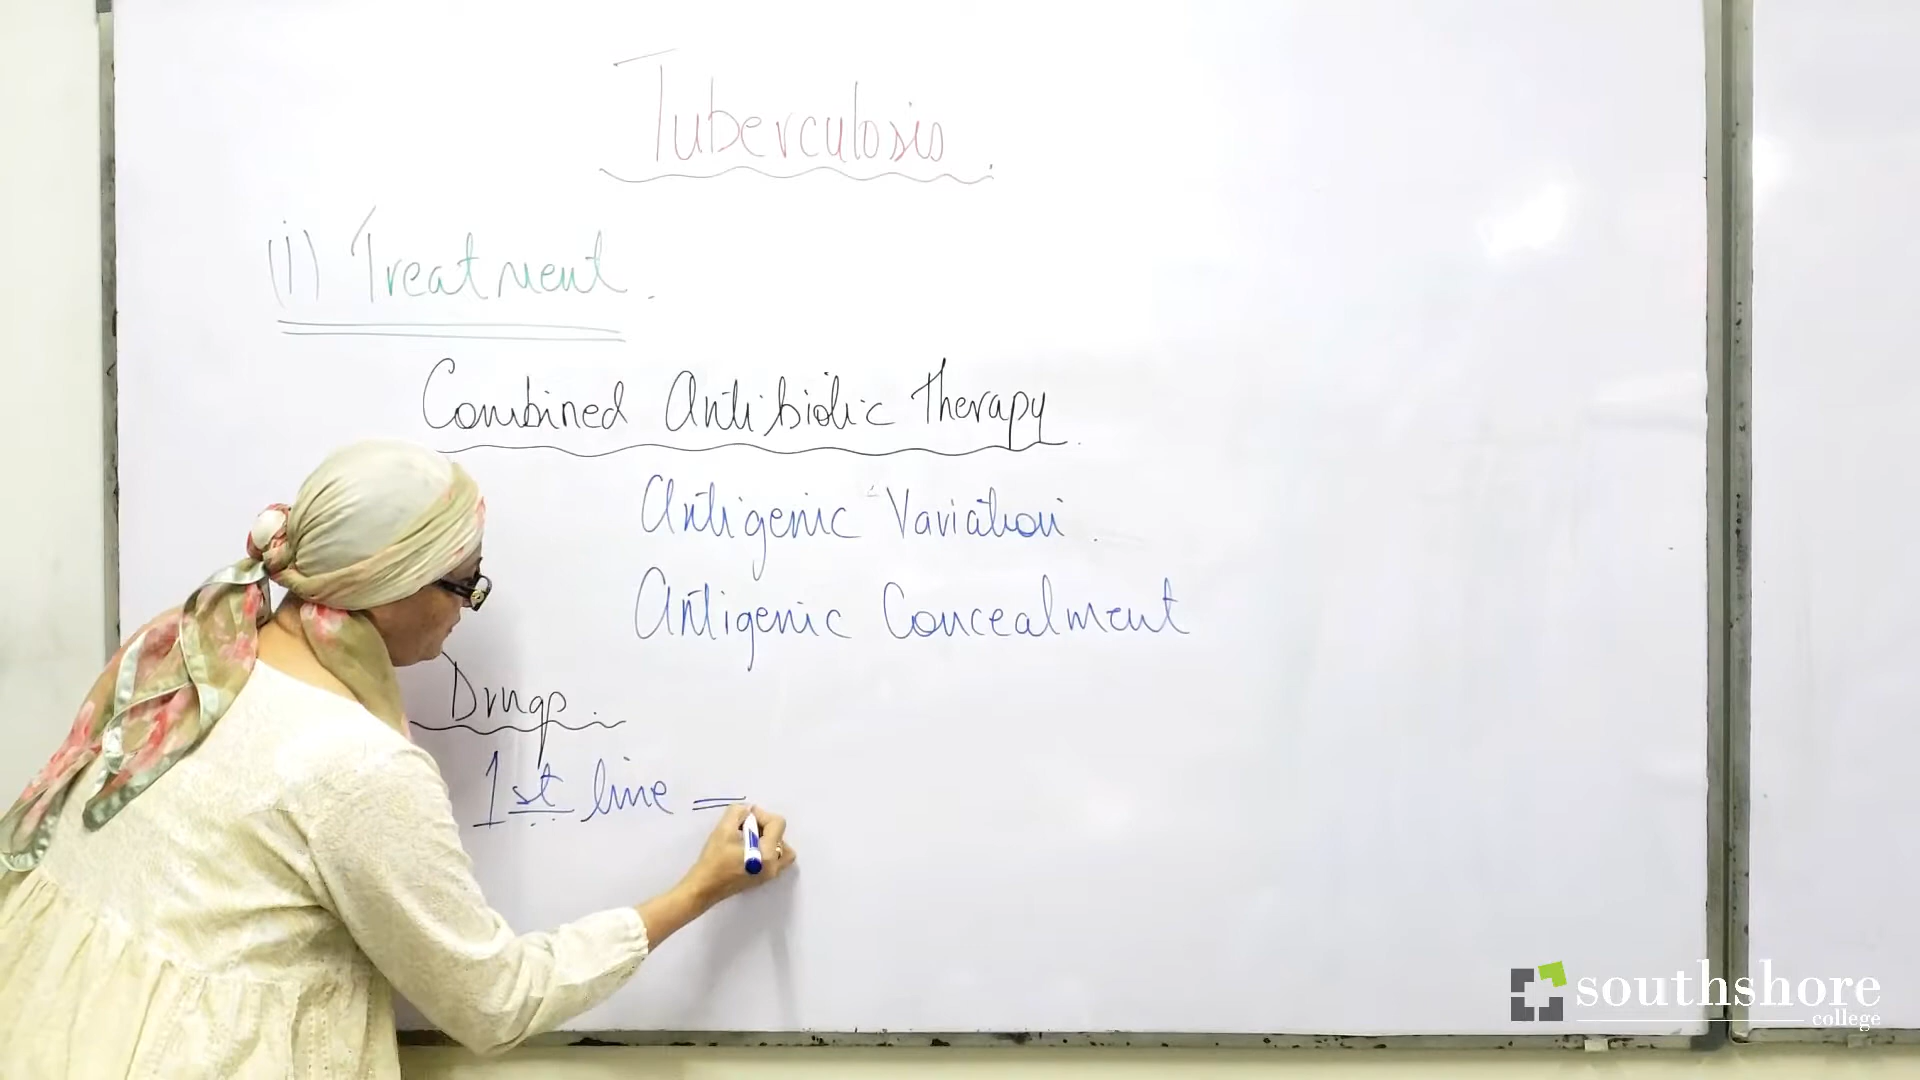 Tuberculosis.
(i) Treatment.
Combined Antibiotic Therapy.
Antigenic Variation.
Antigenic Concealment
Drugs.
1st line =
southshore
college